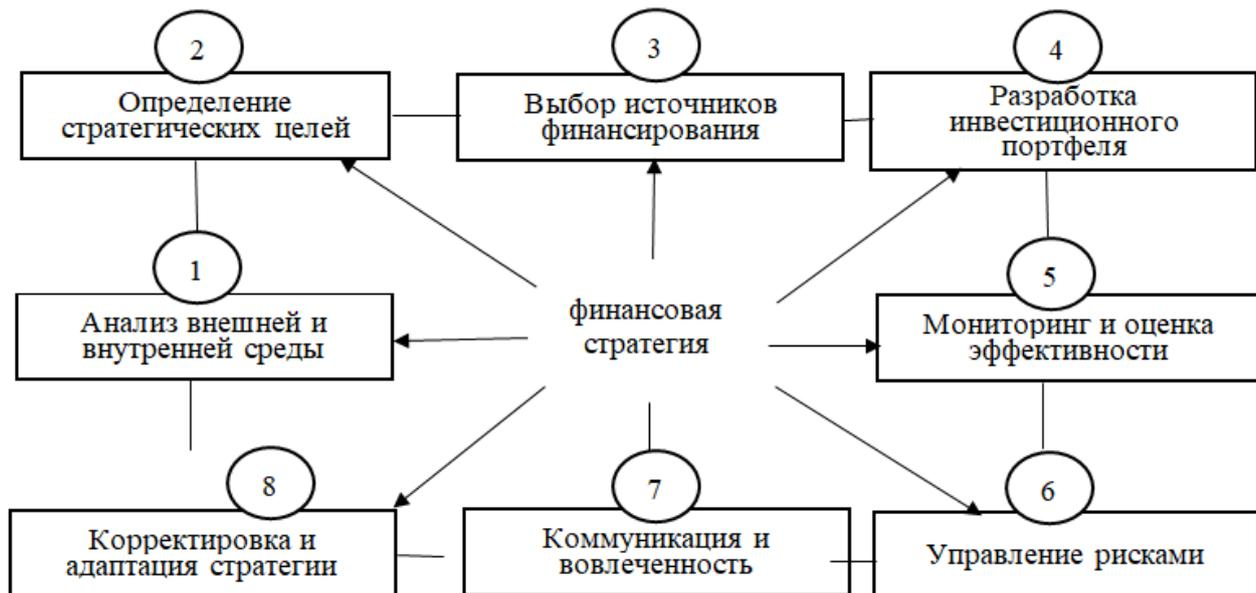 2
Определение
стратегических целей
3
Выбор источников
финансирования
4
Разработка
инвестиционного
портфеля
1
Анализ внешней и
внутренней среды
финансовая
стратегия
5
Мониторинг и оценка
эффективности
8
Корректировка и
адаптация стратегии
7
Коммуникация и
вовлеченность
6
Управление рисками